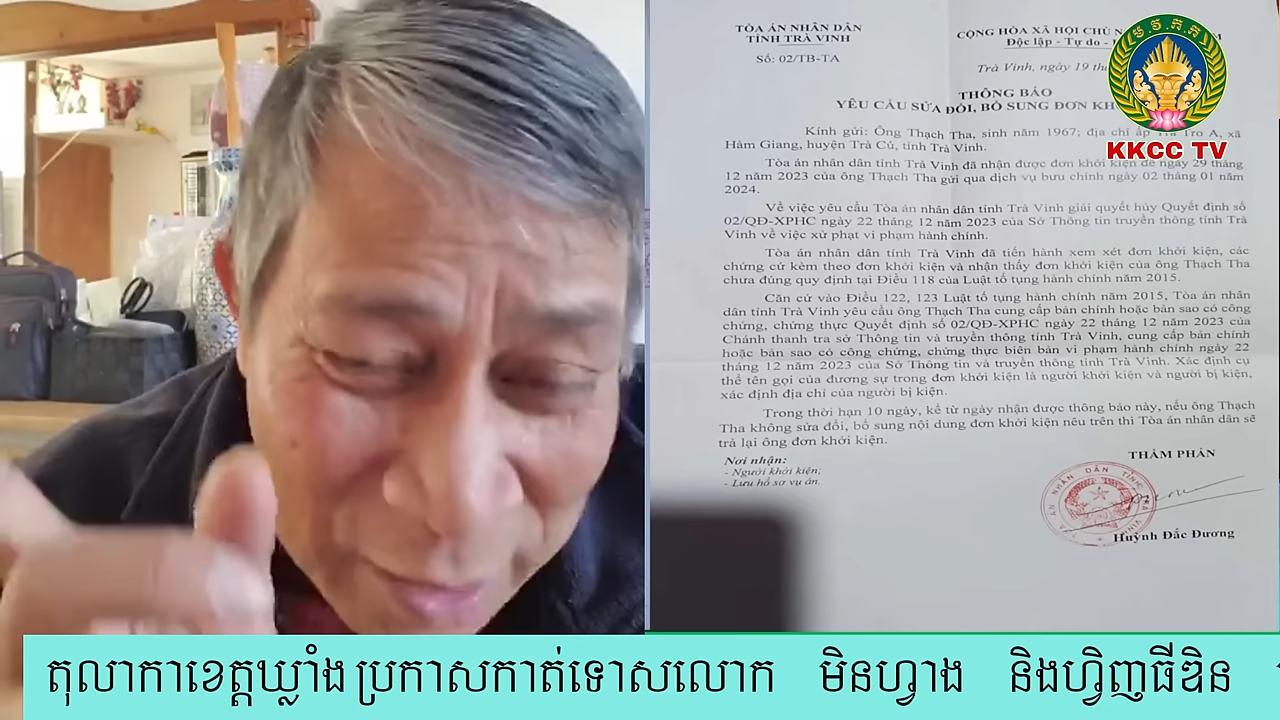 TÒA ÁN NHÂN DÂN
TỈNH TRÀ VINH
Số: 02/TB-TA
CỘNG HÒA XÃ HỘI CHỦ
Độc lập - Tự do -
Trà Vinh, ngày 19
THÔNG BÁO
YÊU CẦU SỬA ĐỔI, BỔ SUNG ĐƠN KH
Kính gửi: Ông Thạch Tha, sinh năm 1967; địa chỉ ấp Trà Tro A, xã
Hàm Giang, huyện Trà Cú, tỉnh Trà Vinh.
Tòa án nhân dân tỉnh Trà Vinh đã nhận được đơn khởi kiện đề ngày 29 tháng
12 năm 2023 của ông Thạch Tha gửi qua dịch vụ bưu chính ngày 02 tháng 01 năm
2024.
Về việc yêu cầu Tòa án nhân dân tỉnh Trà Vinh giải quyết hủy Quyết định số
02/QĐ-XPHC ngày 22 tháng 12 năm 2023 của Sở Thông tin truyền thông tỉnh Trà
Vinh về việc xử phạt vi phạm hành chính.
Tòa án nhân dân tỉnh Trà Vinh đã tiến hành xem xét đơn khởi kiện, các
chứng cứ kèm theo đơn khởi kiện và nhận thấy đơn khởi kiện của ông Thạch Tha
chưa đúng quy định tại Điều 118 của Luật tố tụng hành chính năm 2015.
Căn cứ vào Điều 122, 123 Luật tố tụng hành chính năm 2015, Tòa án nhân
dân tỉnh Trà Vinh yêu cầu ông Thạch Tha cung cấp bản chính hoặc bản sao có công
chứng, chứng thực Quyết định số 02/QĐ-XPHC ngày 22 tháng 12 năm 2023 của
Chánh thanh tra sở Thông tin và truyền thông tỉnh Trà Vinh, cung cấp bản chính
hoặc bản sao có công chứng, chứng thực biên bản vi phạm hành chính ngày 22
tháng 12 năm 2023 của Sở Thông tin và truyền thông tỉnh Trà Vinh. Xác định cụ
thể tên gọi của đương sự trong đơn khởi kiện là người khởi kiện và người bị kiện,
xác định địa chỉ của người bị kiện.
Trong thời hạn 10 ngày, kể từ ngày nhận được thông báo này, nếu ông Thạch
Tha không sửa đổi, bổ sung nội dung đơn khởi kiện nêu trên thì Tòa án nhân dân sẽ
trả lại ông đơn khởi kiện.
Nơi nhận:
- Người khởi kiện;
- Lưu hồ sơ vụ án.
THẨM PHÁN
Huỳnh Đắc Dương
KKCC TV
តុលាកាខេត្តឃ្លាំង ប្រកាសកាត់ទោសលោក មិនហ្វាង និងហ្វិញធីឌិន